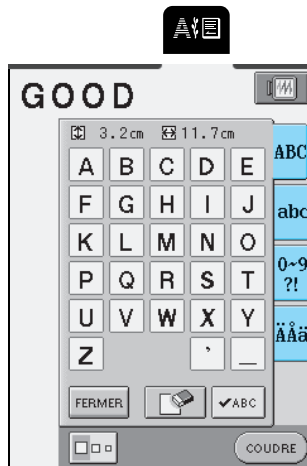 A
GOOD
3.2cm 11.7cm
A B C D E
F G H I J
K L M N O
P Q R S T
U V W X Y
Z ' _
ABC
abc
0~9
?!
ÄÅä
FERMER ✔ABC
COUDRE